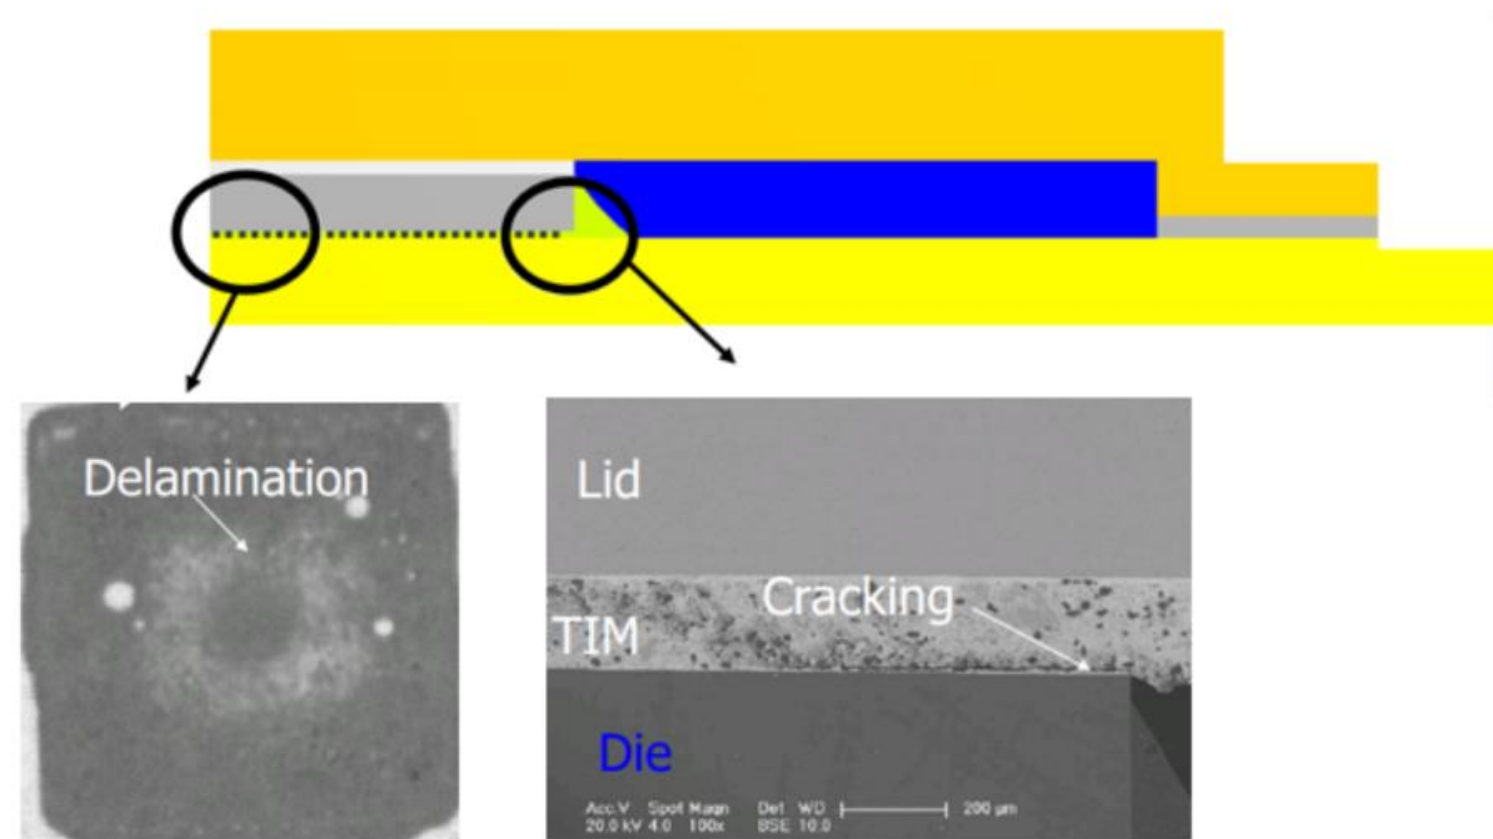 Delamination
Lid
Cracking
TIM
Die
Acc.V Spot Magn Det WD 200 µm
20.0 kV 4.0 100x BSE 10.0